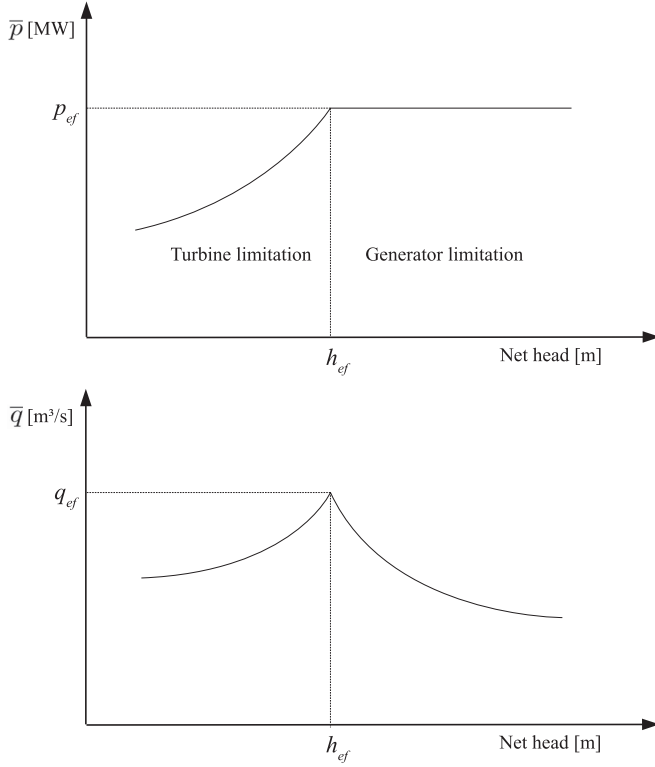 p̅ [MW]
p_ef
Turbine limitation
Generator limitation
h_ef
Net head [m]
q̅ [m³/s]
q_ef
h_ef
Net head [m]